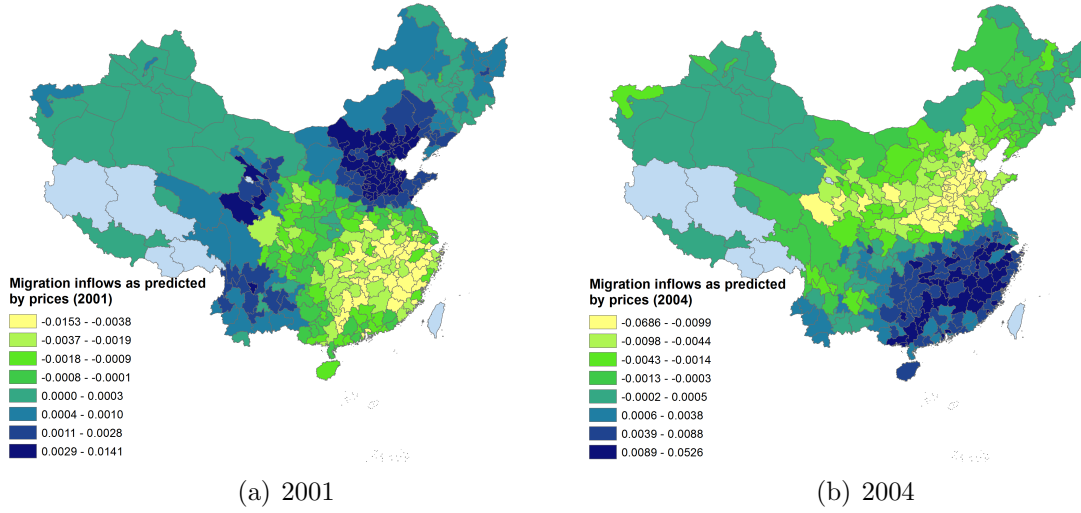 Migration inflows as predicted
by prices (2001)
-0.0153 - -0.0038
-0.0037 - -0.0019
-0.0018 - -0.0009
-0.0008 - -0.0001
0.0000 - 0.0003
0.0004 - 0.0010
0.0011 - 0.0028
0.0029 - 0.0141
(a) 2001
Migration inflows as predicted
by prices (2004)
-0.0686 - -0.0099
-0.0098 - -0.0044
-0.0043 - -0.0014
-0.0013 - -0.0003
-0.0002 - 0.0005
0.0006 - 0.0038
0.0039 - 0.0088
0.0089 - 0.0526
(b) 2004